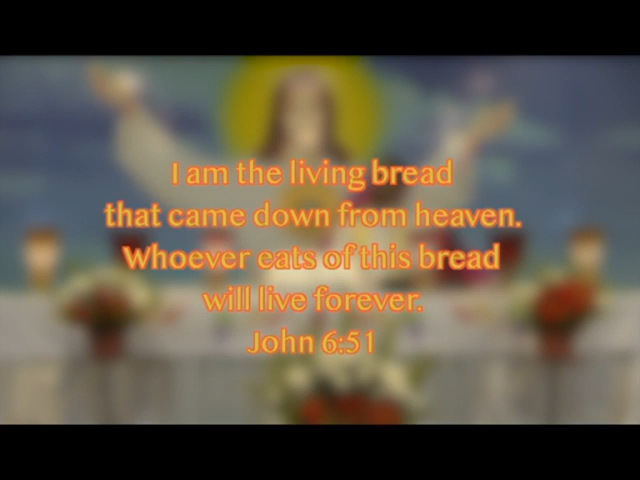 I am the living bread
that came down from heaven.
Whoever eats of this bread
will live forever.
John 6:51